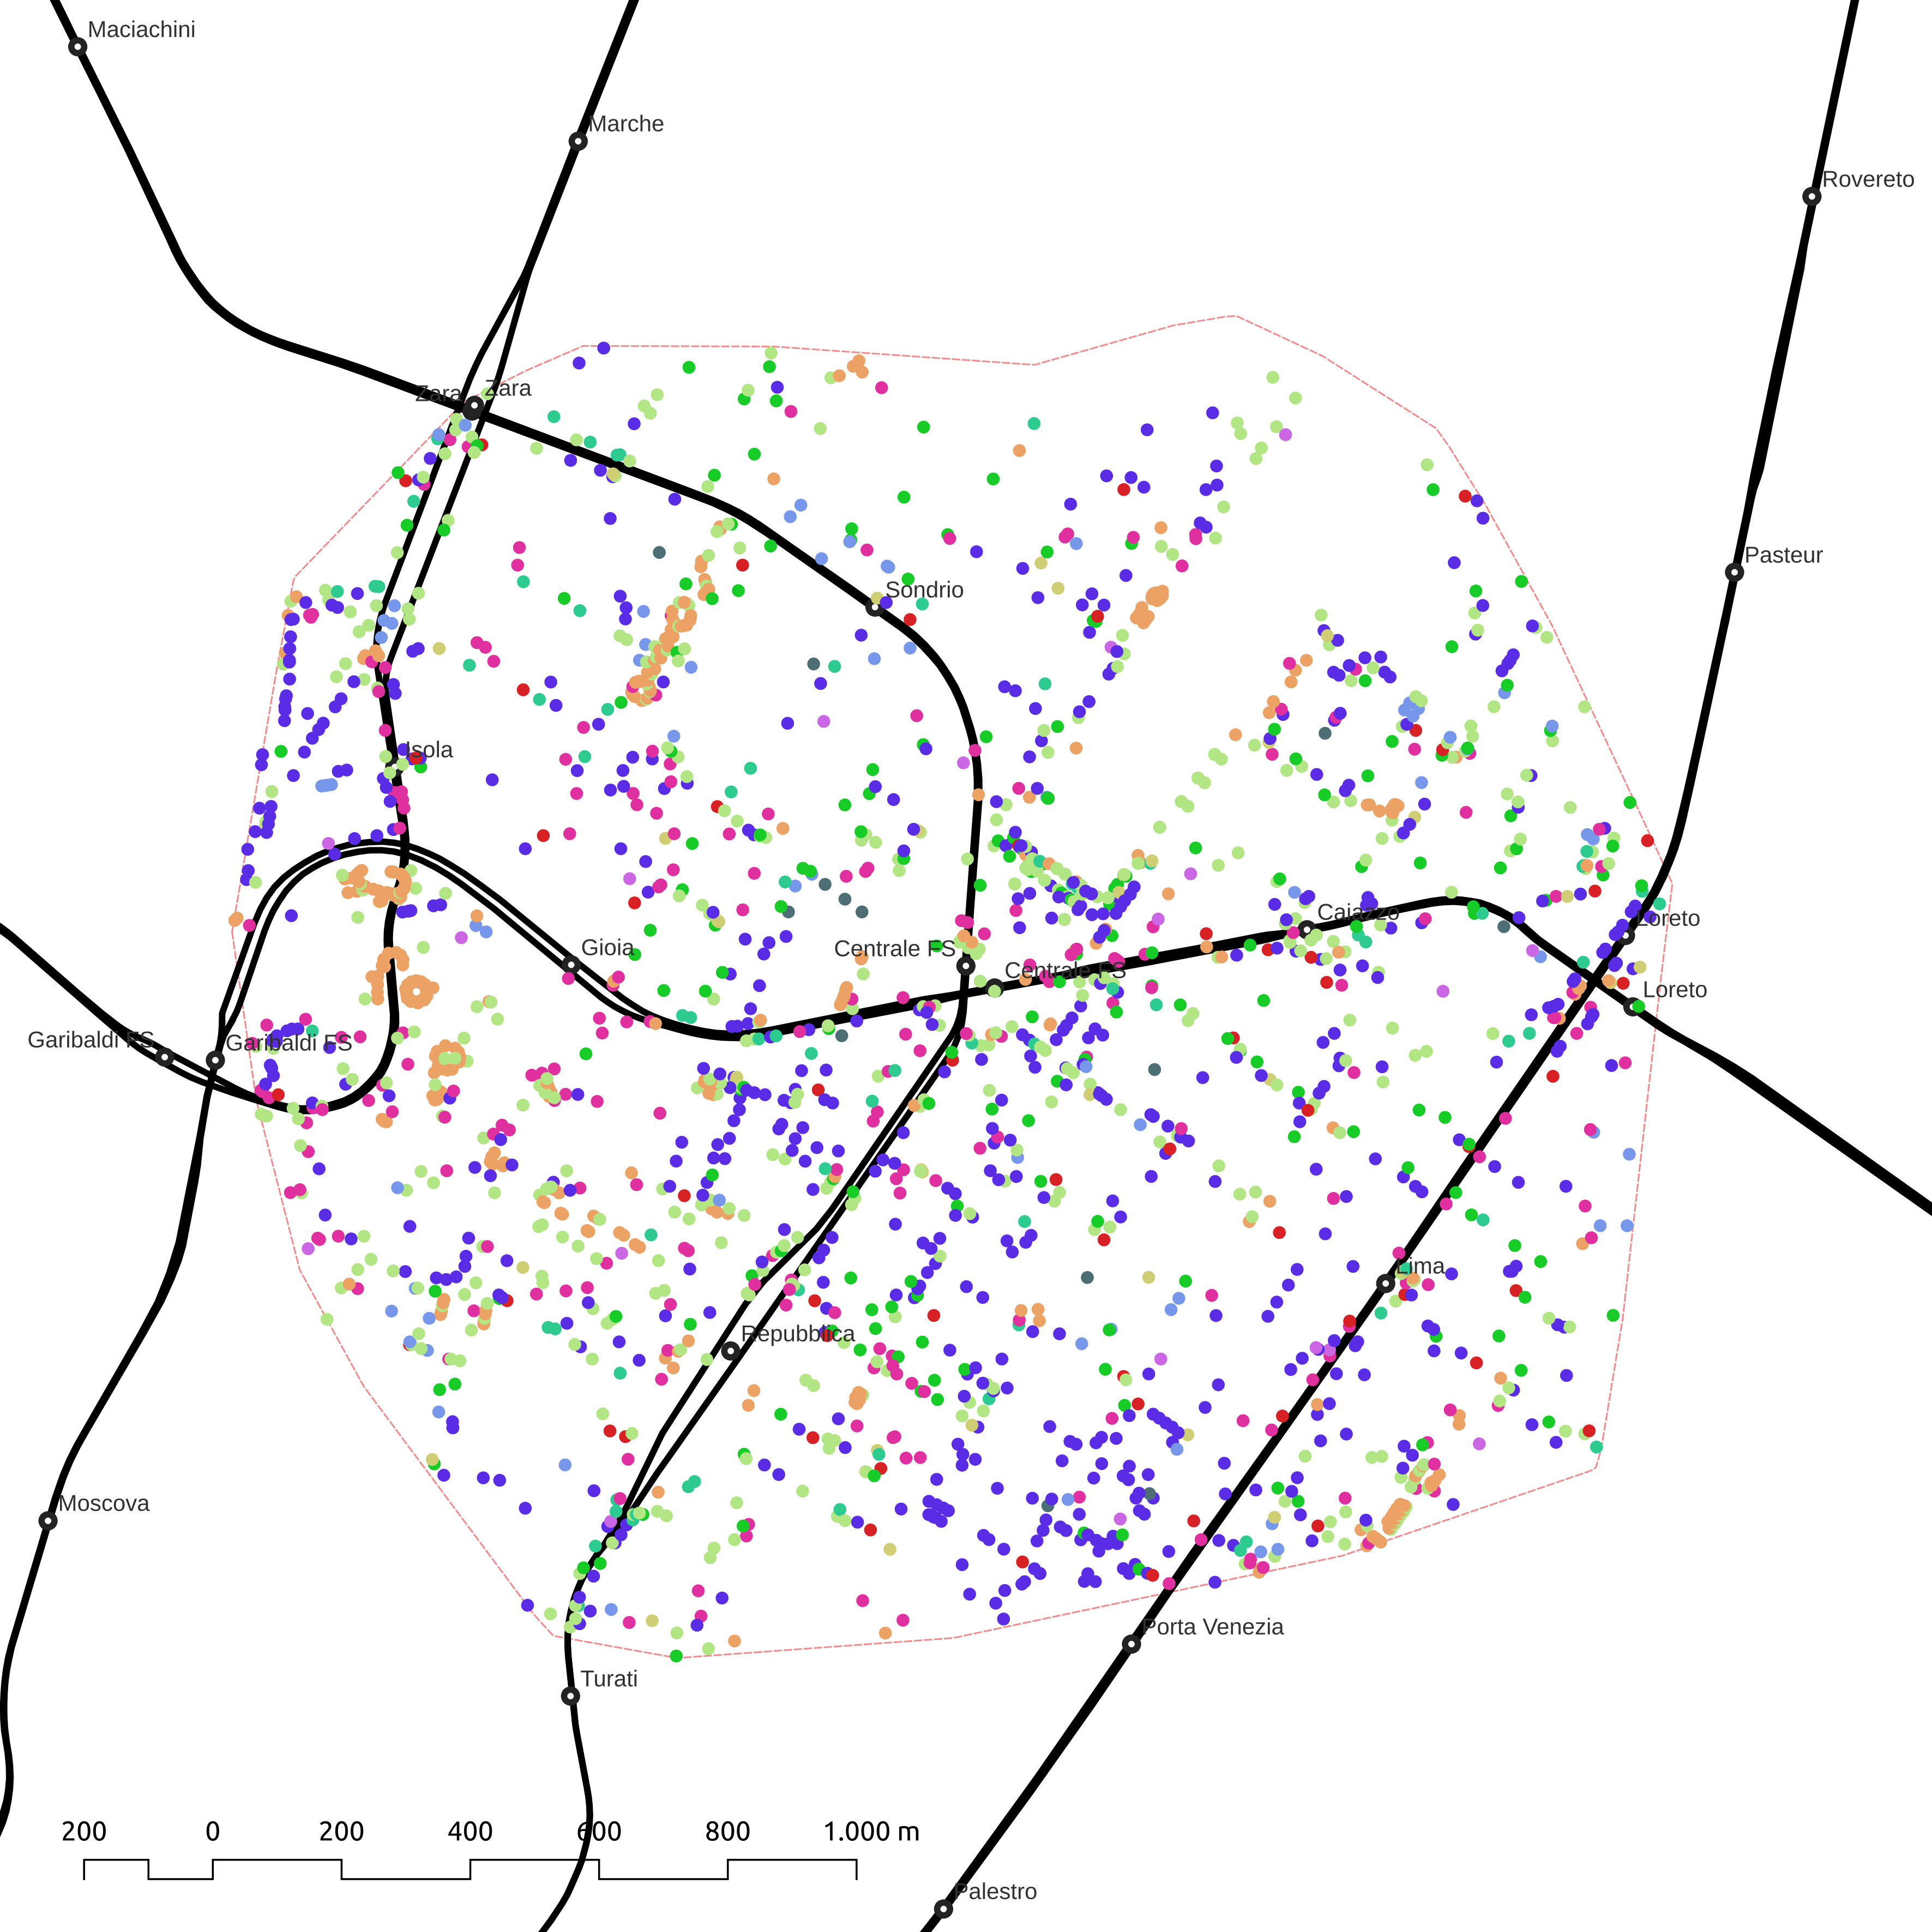 Maciachini
Marche
Rovereto
Zara
Zara
Pasteur
Sondrio
Isola
Caiazzo
Loreto
Gioia
Centrale FS
Centrale FS
Loreto
Garibaldi FS
Garibaldi FS
Lima
Repubblica
Moscova
Porta Venezia
Turati
200 0 200 400 600 800 1.000 m
Palestro